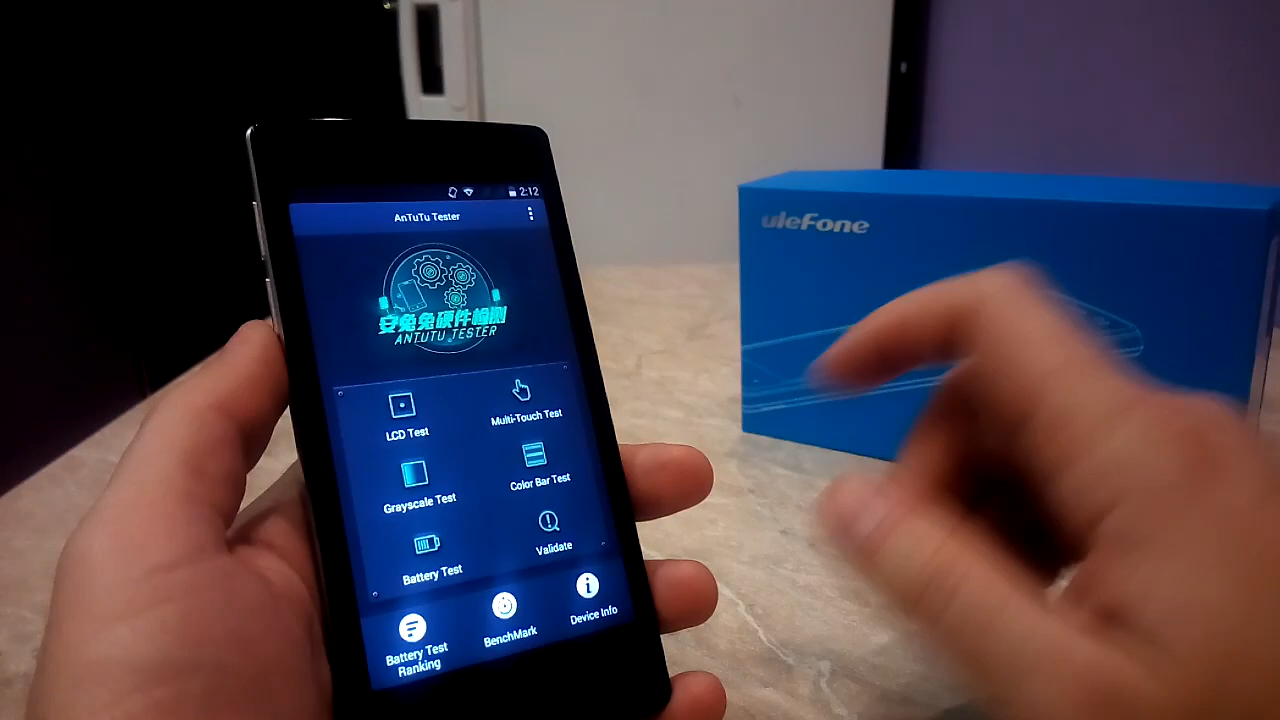 2:12
AnTuTu Tester
uleFone
安兔兔硬件检测
ANTUTU TESTER
LCD Test
Multi-Touch Test
Grayscale Test
Color Bar Test
Battery Test
Validate
Battery Test
Ranking
BenchMark
Device Info